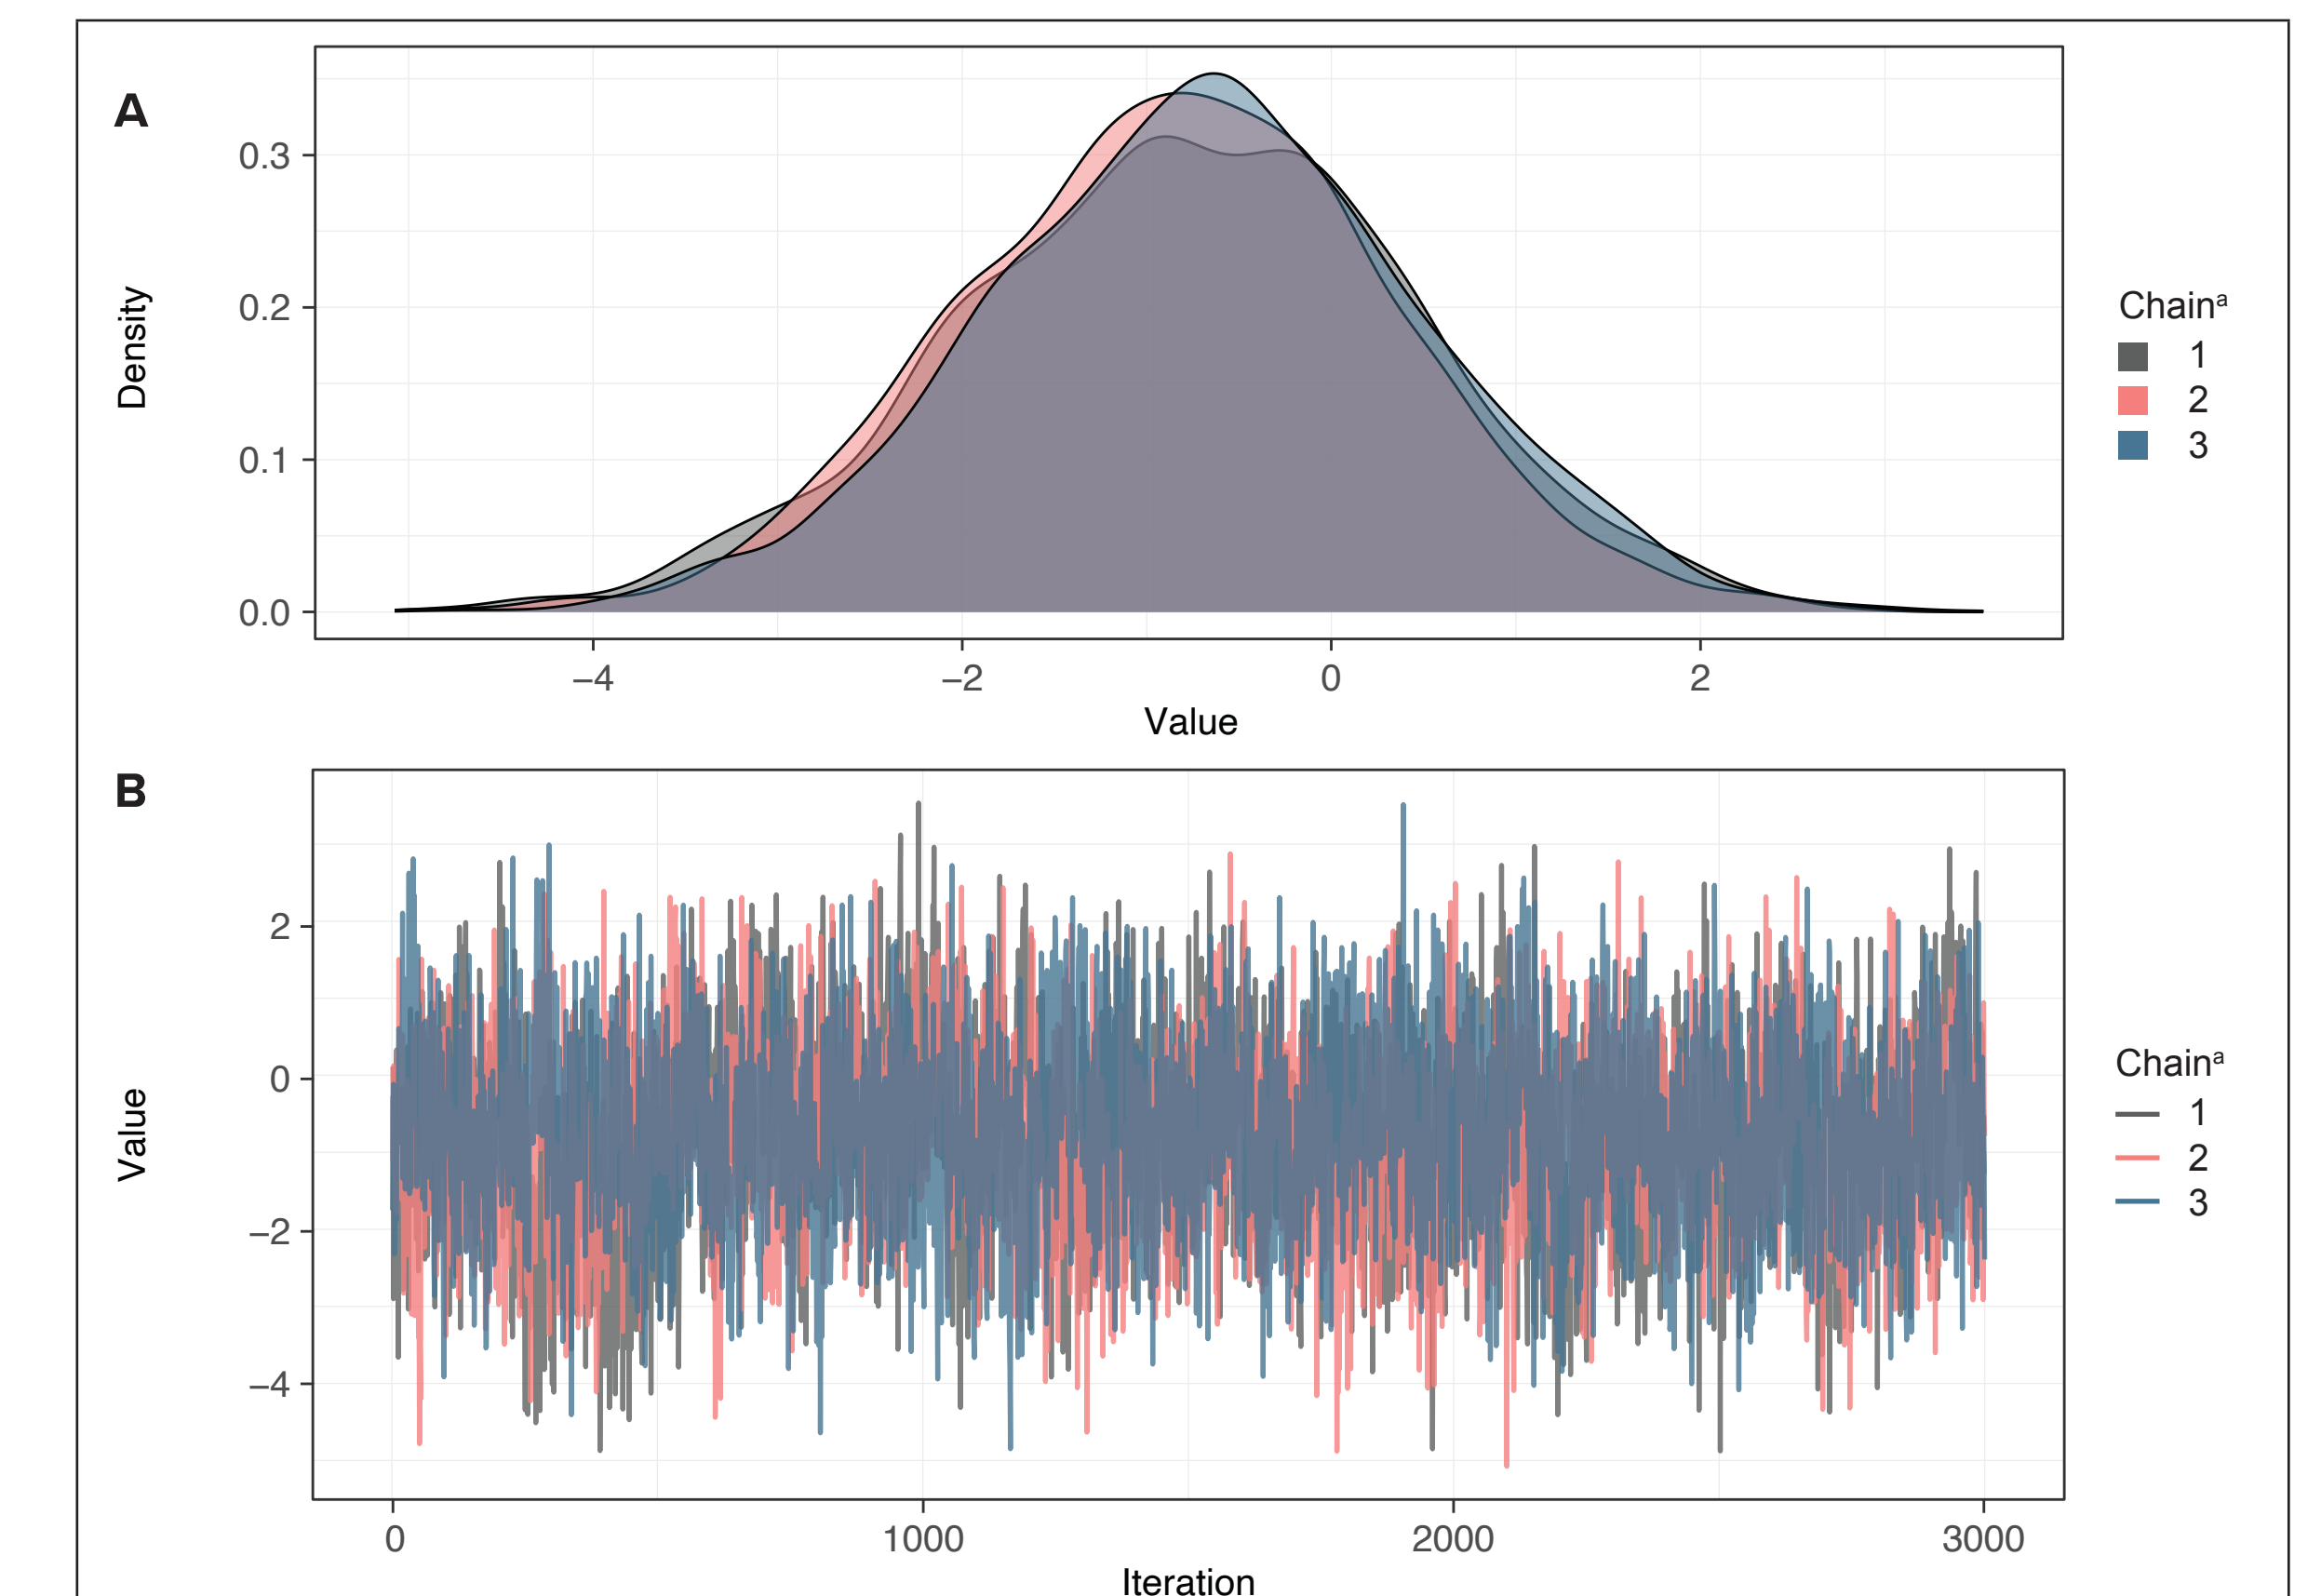 A
0.3
0.2
0.1
0.0
Density
−4 −2 0 2
Value
Chainᵃ
1
2
3
B
2
0
−2
−4
Value
0 1000 2000 3000
Iteration
Chainᵃ
1
2
3